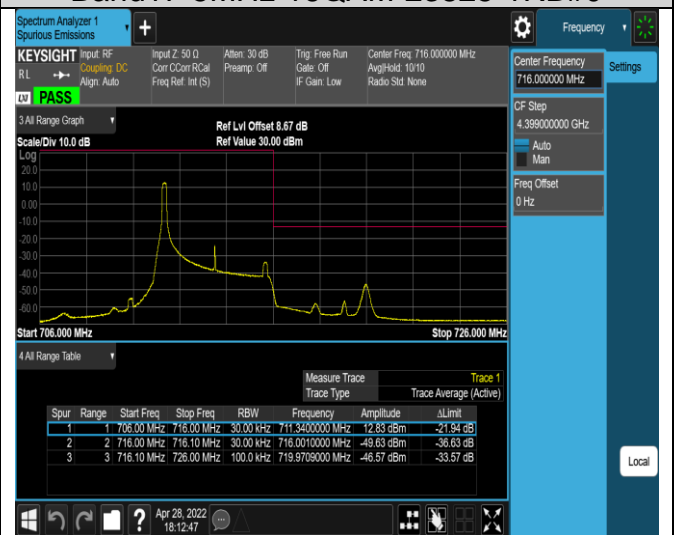 Spectrum Analyzer 1
Spurious Emissions
+
Frequency
KEYSIGHT
RL
Input: RF
Coupling: DC
Align: Auto
Input Z: 50 Ω
Corr CCorr RCal
Freq Ref: Int (S)
Atten: 30 dB
Preamp: Off
Trig: Free Run
Gate: Off
IF Gain: Low
Center Freq: 716.000000 MHz
Avg|Hold: 10/10
Radio Std: None
LXI
PASS
Center Frequency
716.000000 MHz
Settings
CF Step
4.399000000 GHz
Auto
Man
Freq Offset
0 Hz
3 All Range Graph
Ref Lvl Offset 8.67 dB
Scale/Div 10.0 dB
Ref Value 30.00 dBm
Log
20.0
10.0
0.00
-10.0
-20.0
-30.0
-40.0
-50.0
-60.0
Start 706.000 MHz
Stop 726.000 MHz
4 All Range Table
Measure Trace Trace 1
Trace Type Trace Average (Active)
Spur Range Start Freq Stop Freq RBW Frequency Amplitude ΔLimit
1 1 706.00 MHz 716.00 MHz 30.00 kHz 711.3400000 MHz 12.83 dBm -21.94 dB
2 2 716.00 MHz 716.10 MHz 30.00 kHz 716.0010000 MHz -49.63 dBm -36.63 dB
3 3 716.10 MHz 726.00 MHz 100.0 kHz 719.9709000 MHz -46.57 dBm -33.57 dB
Local
?
Apr 28, 2022
18:12:47